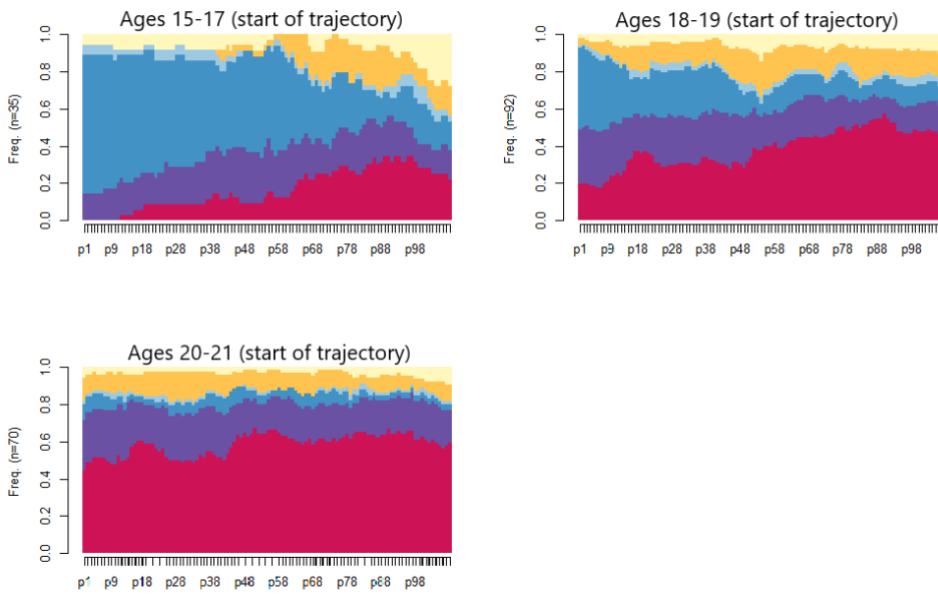 Ages 15-17 (start of trajectory)
Freq. (n=35)
0.0 0.2 0.4 0.6 0.8 1.0
p1 p9 p18 p28 p38 p48 p58 p68 p78 p88 p98
Ages 18-19 (start of trajectory)
Freq. (n=92)
0.0 0.2 0.4 0.6 0.8 1.0
p1 p9 p18 p28 p38 p48 p58 p68 p78 p88 p98
Ages 20-21 (start of trajectory)
Freq. (n=70)
0.0 0.2 0.4 0.6 0.8 1.0
p1 p9 p18 p28 p38 p48 p58 p68 p78 p88 p98